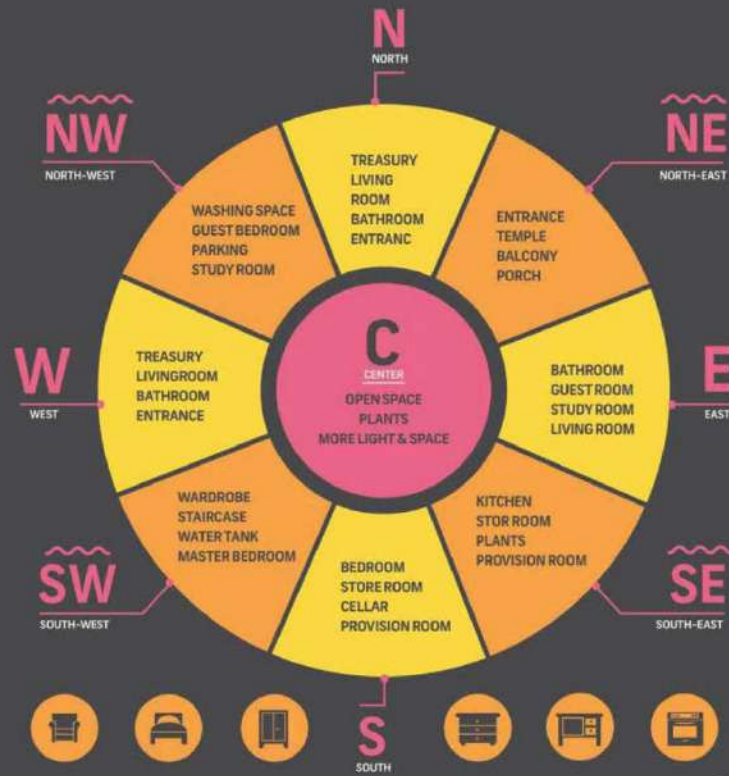 N
NORTH
NW
NORTH-WEST
NE
NORTH-EAST
TREASURY
LIVING
ROOM
BATHROOM
ENTRANC
WASHING SPACE
GUEST BEDROOM
PARKING
STUDY ROOM
ENTRANCE
TEMPLE
BALCONY
PORCH
W
WEST
TREASURY
LIVINGROOM
BATHROOM
ENTRANCE
C
CENTER
OPEN SPACE
PLANTS
MORE LIGHT & SPACE
BATHROOM
GUEST ROOM
STUDY ROOM
LIVING ROOM
E
EAST
WARDROBE
STAIRCASE
WATER TANK
MASTER BEDROOM
KITCHEN
STOR ROOM
PLANTS
PROVISION ROOM
BEDROOM
STORE ROOM
CELLAR
PROVISION ROOM
SW
SOUTH-WEST
SE
SOUTH-EAST
S
SOUTH